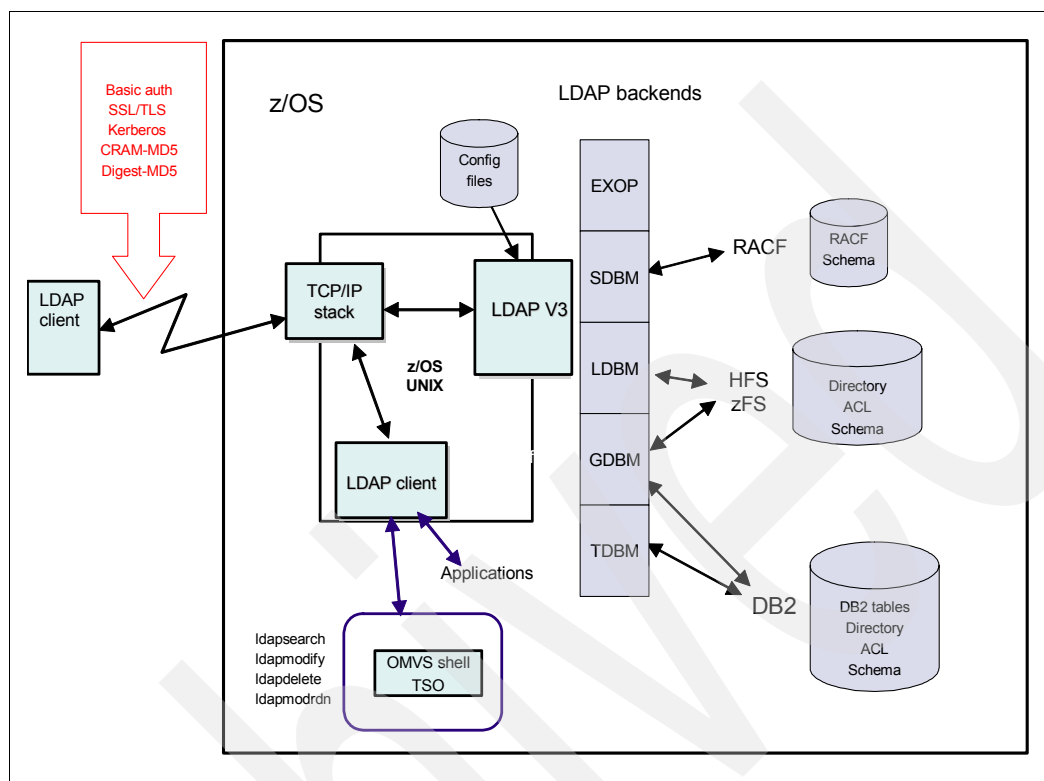 Basic auth
SSL/TLS
Kerberos
CRAM-MD5
Digest-MD5
z/OS
LDAP backends
Config
files
EXOP
SDBM
LDBM
GDBM
TDBM
RACF
RACF
Schema
LDAP
client
TCP/IP
stack
LDAP V3
z/OS
UNIX
HFS
zFS
Directory
ACL
Schema
LDAP client
Applications
DB2
DB2 tables
Directory
ACL
Schema
ldapsearch
ldapmodify
ldapdelete
ldapmodrdn
OMVS shell
TSO